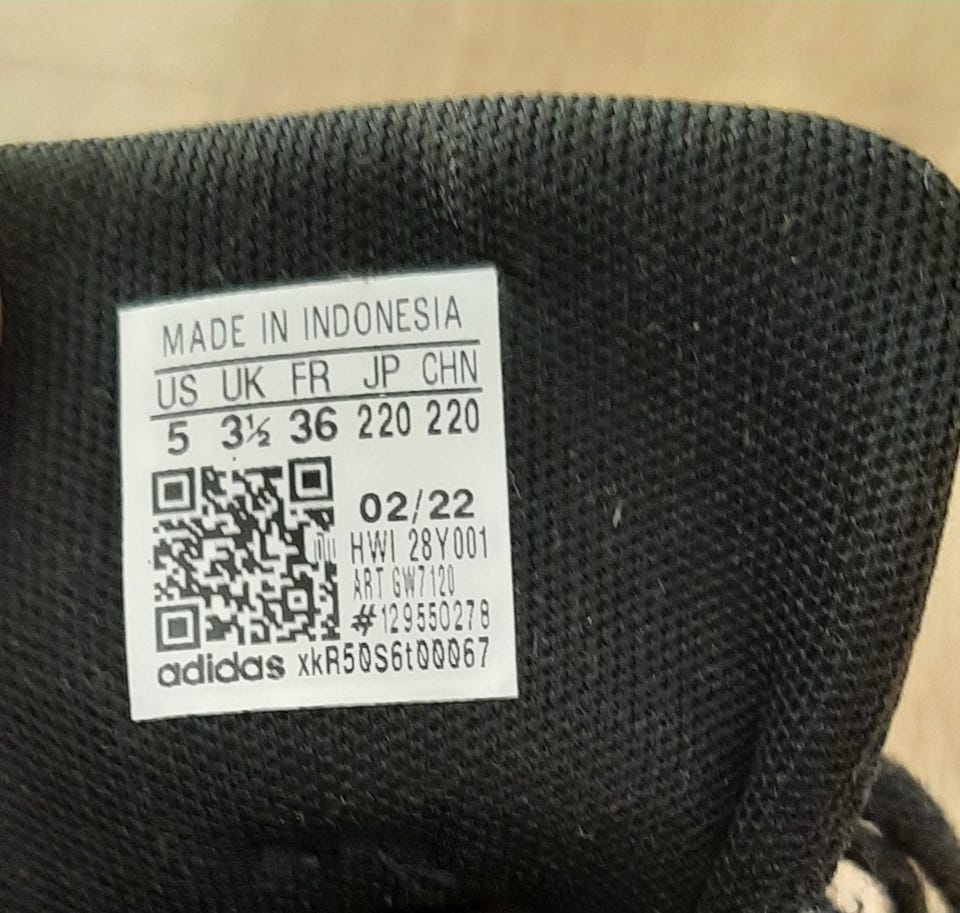 MADE IN INDONESIA
US UK FR JP CHN
5 3½ 36 220 220
02/22
HWI 28Y001
ART GW7120
#129550278
adidas xkR50S6t00067